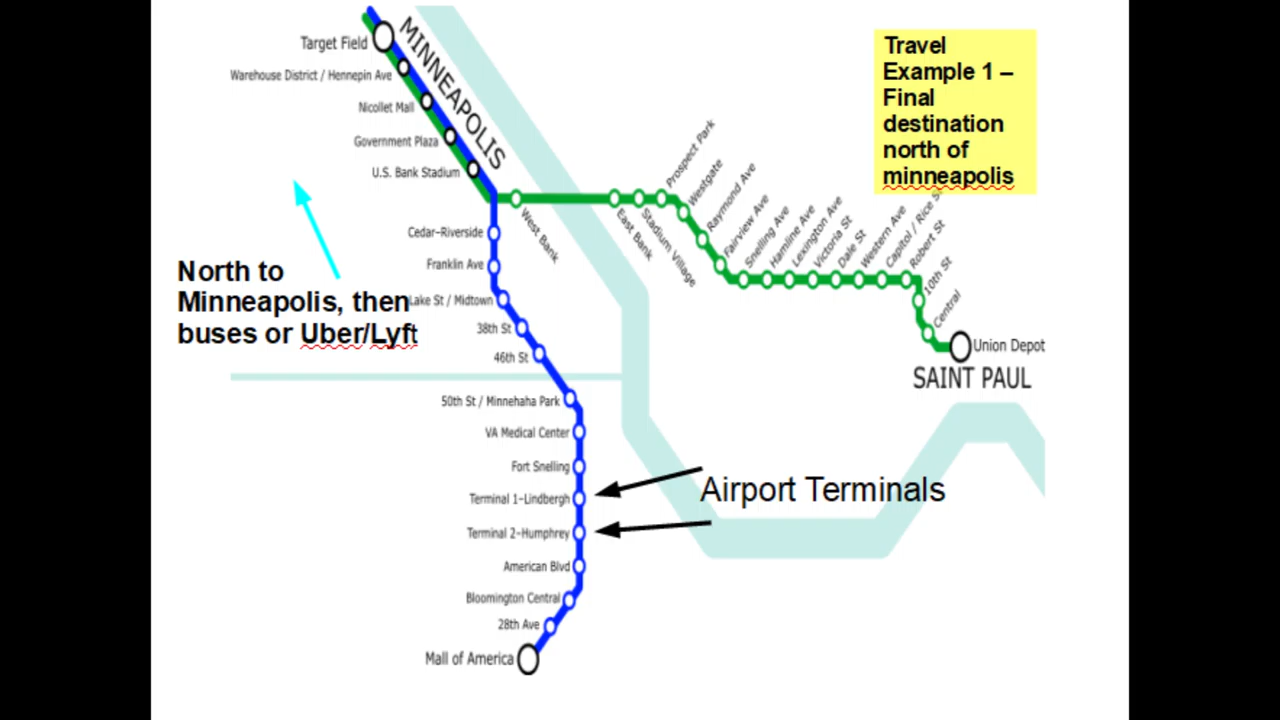 Target Field
MINNEAPOLIS
Warehouse District / Hennepin Ave
Nicollet Mall
Government Plaza
U.S. Bank Stadium
Travel
Example 1 –
Final
destination
north of
minneapolis
West Bank
East Bank
Stadium Village
Prospect Park
Westgate
Raymond Ave
Fairview Ave
Snelling Ave
Hamline Ave
Lexington Ave
Victoria St
Dale St
Western Ave
Capitol / Rice S
Robert St
10th St
Central
Union Depot
SAINT PAUL
Cedar–Riverside
Franklin Ave
North to
Minneapolis, then
buses or Uber/Lyft
Lake St / Midtown
38th St
46th St
50th St / Minnehaha Park
VA Medical Center
Fort Snelling
Terminal 1–Lindbergh
Airport Terminals
Terminal 2–Humphrey
American Blvd
Bloomington Central
28th Ave
Mall of America